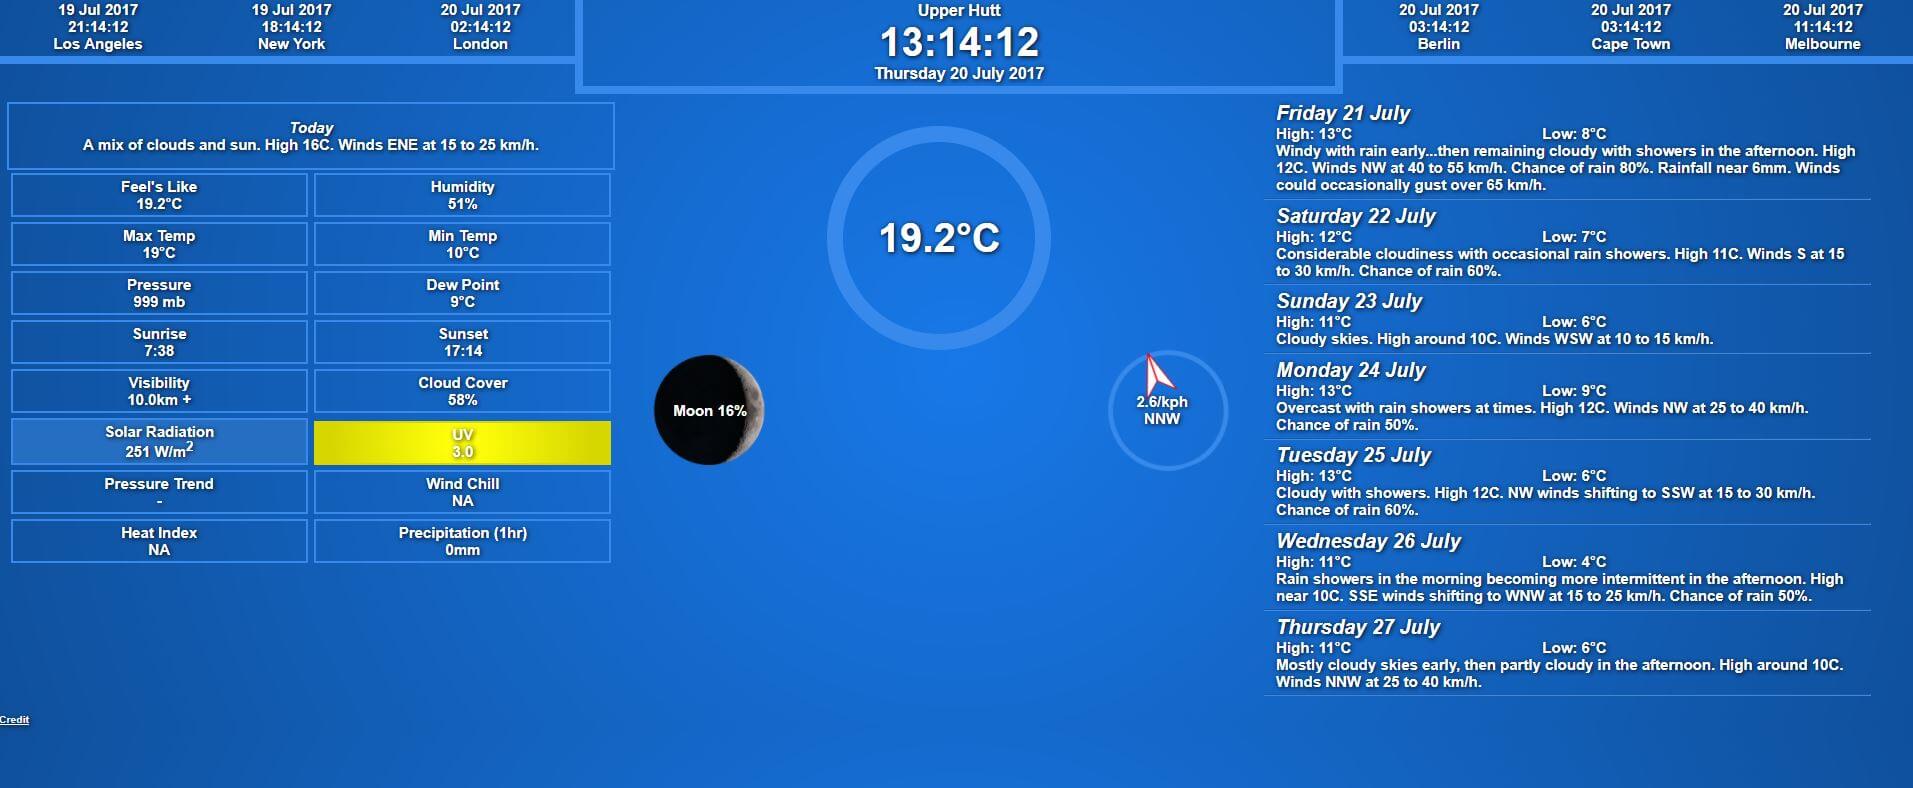 19 Jul 2017
21:14:12
Los Angeles
19 Jul 2017
18:14:12
New York
20 Jul 2017
02:14:12
London
Upper Hutt
13:14:12
Thursday 20 July 2017
20 Jul 2017
03:14:12
Berlin
20 Jul 2017
03:14:12
Cape Town
20 Jul 2017
11:14:12
Melbourne
Today
A mix of clouds and sun. High 16C. Winds ENE at 15 to 25 km/h.
Feel's Like
19.2°C
Humidity
51%
Max Temp
19°C
Min Temp
10°C
Pressure
999 mb
Dew Point
9°C
Sunrise
7:38
Sunset
17:14
Visibility
10.0km +
Cloud Cover
58%
Solar Radiation
251 W/m²
UV
3.0
Pressure Trend
-
Wind Chill
NA
Heat Index
NA
Precipitation (1hr)
0mm
Credit
19.2°C
Moon 16%
2.6/kph
NNW
Friday 21 July
High: 13°C Low: 8°C
Windy with rain early...then remaining cloudy with showers in the afternoon. High
12C. Winds NW at 40 to 55 km/h. Chance of rain 80%. Rainfall near 6mm. Winds
could occasionally gust over 65 km/h.
Saturday 22 July
High: 12°C Low: 7°C
Considerable cloudiness with occasional rain showers. High 11C. Winds S at 15
to 30 km/h. Chance of rain 60%.
Sunday 23 July
High: 11°C Low: 6°C
Cloudy skies. High around 10C. Winds WSW at 10 to 15 km/h.
Monday 24 July
High: 13°C Low: 9°C
Overcast with rain showers at times. High 12C. Winds NW at 25 to 40 km/h.
Chance of rain 50%.
Tuesday 25 July
High: 13°C Low: 6°C
Cloudy with showers. High 12C. NW winds shifting to SSW at 15 to 30 km/h.
Chance of rain 60%.
Wednesday 26 July
High: 11°C Low: 4°C
Rain showers in the morning becoming more intermittent in the afternoon. High
near 10C. SSE winds shifting to WNW at 15 to 25 km/h. Chance of rain 50%.
Thursday 27 July
High: 11°C Low: 6°C
Mostly cloudy skies early, then partly cloudy in the afternoon. High around 10C.
Winds NNW at 25 to 40 km/h.